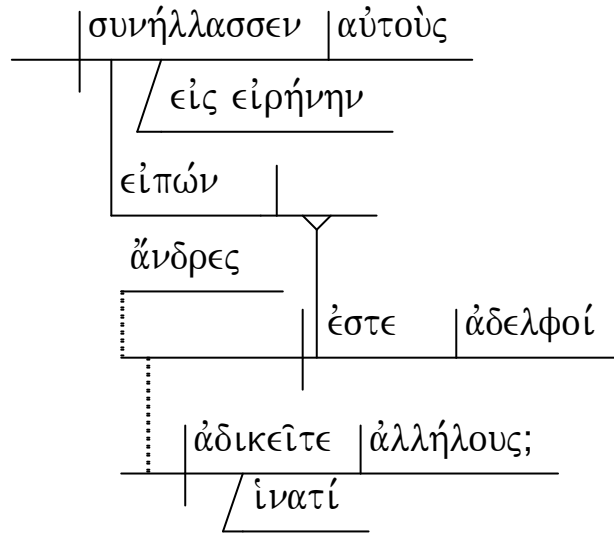 συνήλλασσεν αὐτοὺς
εἰς εἰρήνην
εἰπών
ἄνδρες
ἐστε ἀδελφοί
ἀδικεῖτε ἀλλήλους;
ἱνατί